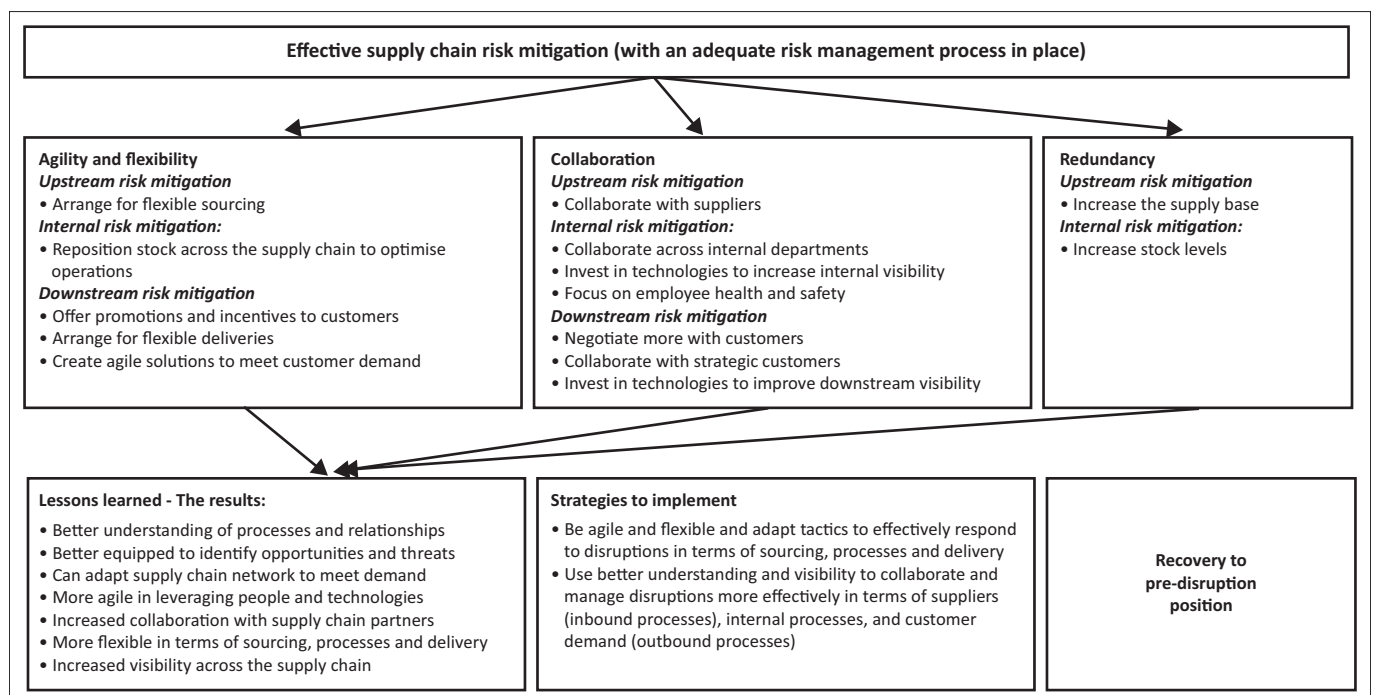 Effective supply chain risk mitigation (with an adequate risk management process in place)
Agility and flexibility
Upstream risk mitigation
• Arrange for flexible sourcing
Internal risk mitigation:
• Reposition stock across the supply chain to optimise
operations
Downstream risk mitigation
• Offer promotions and incentives to customers
• Arrange for flexible deliveries
• Create agile solutions to meet customer demand
Collaboration
Upstream risk mitigation
• Collaborate with suppliers
Internal risk mitigation:
• Collaborate across internal departments
• Invest in technologies to increase internal visibility
• Focus on employee health and safety
Downstream risk mitigation
• Negotiate more with customers
• Collaborate with strategic customers
• Invest in technologies to improve downstream visibility
Redundancy
Upstream risk mitigation
• Increase the supply base
Internal risk mitigation:
• Increase stock levels
Lessons learned - The results:
• Better understanding of processes and relationships
• Better equipped to identify opportunities and threats
• Can adapt supply chain network to meet demand
• More agile in leveraging people and technologies
• Increased collaboration with supply chain partners
• More flexible in terms of sourcing, processes and delivery
• Increased visibility across the supply chain
Strategies to implement
• Be agile and flexible and adapt tactics to effectively respond
to disruptions in terms of sourcing, processes and delivery
• Use better understanding and visibility to collaborate and
manage disruptions more effectively in terms of suppliers
(inbound processes), internal processes, and customer
demand (outbound processes)
Recovery to
pre-disruption
position